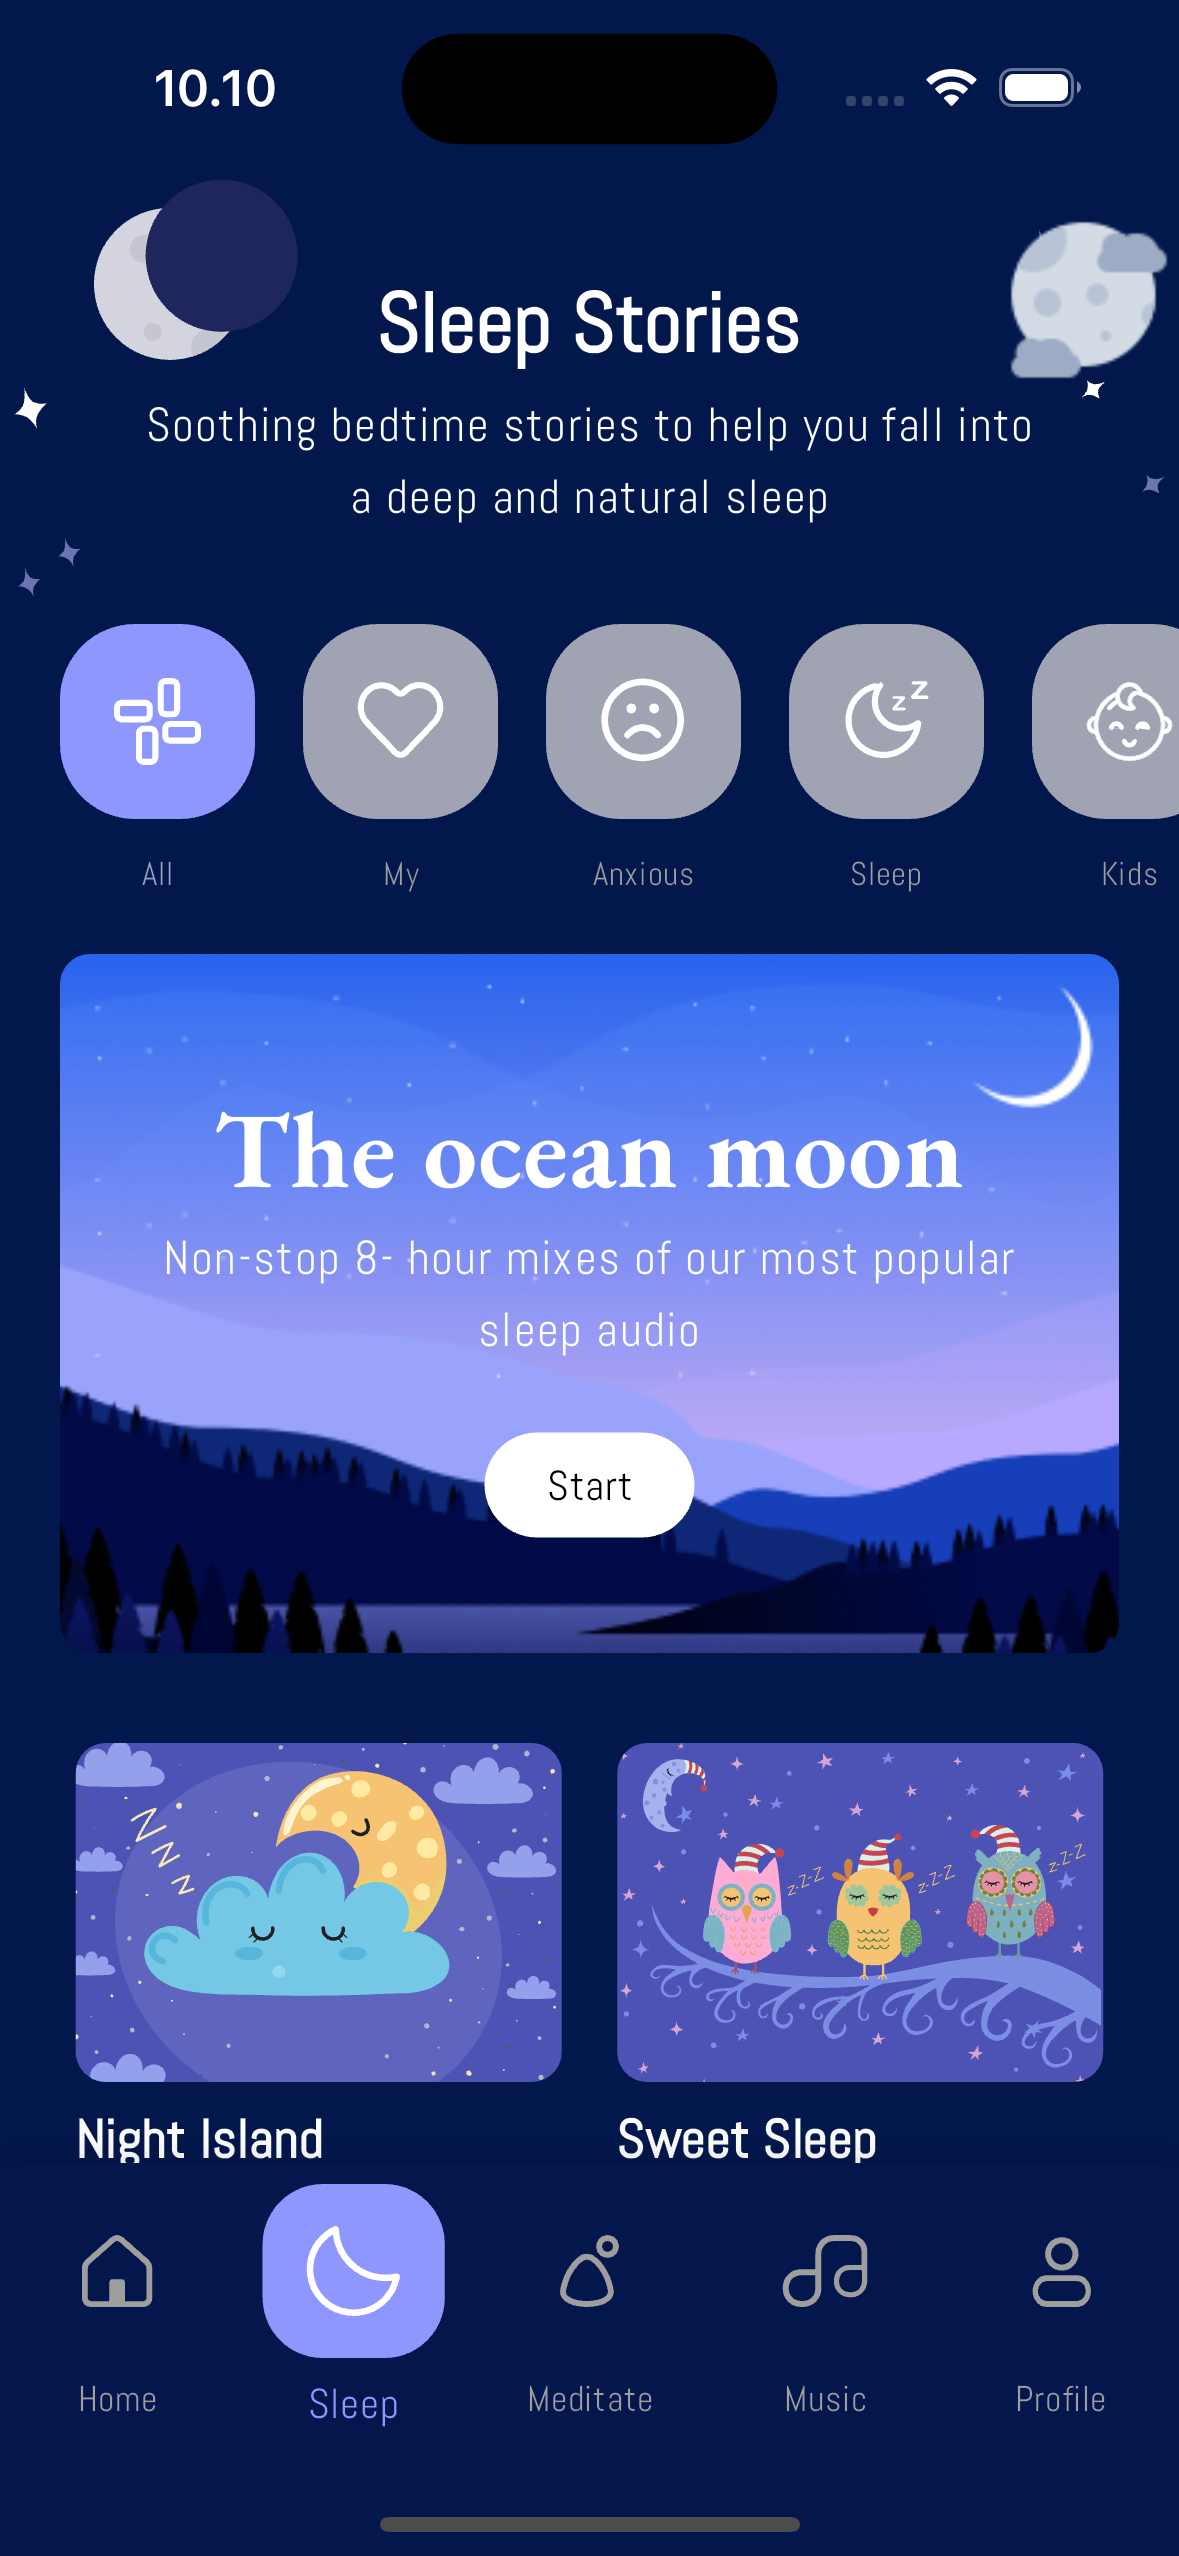 10.10
Sleep Stories
Soothing bedtime stories to help you fall into
a deep and natural sleep
z z
All
My
Anxious
Sleep
Kids
The ocean moon
Non-stop 8- hour mixes of our most popular
sleep audio
Start
Z Z Z
z-z-z
z-z-z
z-z-z
Night Island
Sweet Sleep
Home
Sleep
Meditate
Music
Profile